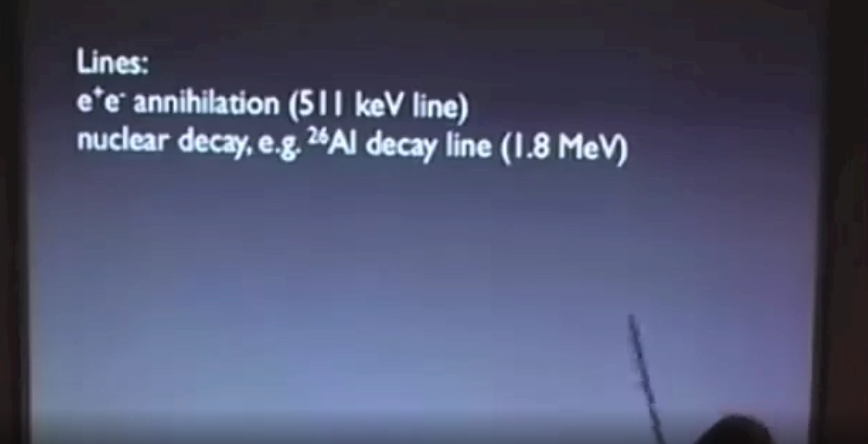 Lines:
e⁺e⁻ annihilation (511 keV line)
nuclear decay, e.g. ²⁶Al decay line (1.8 MeV)